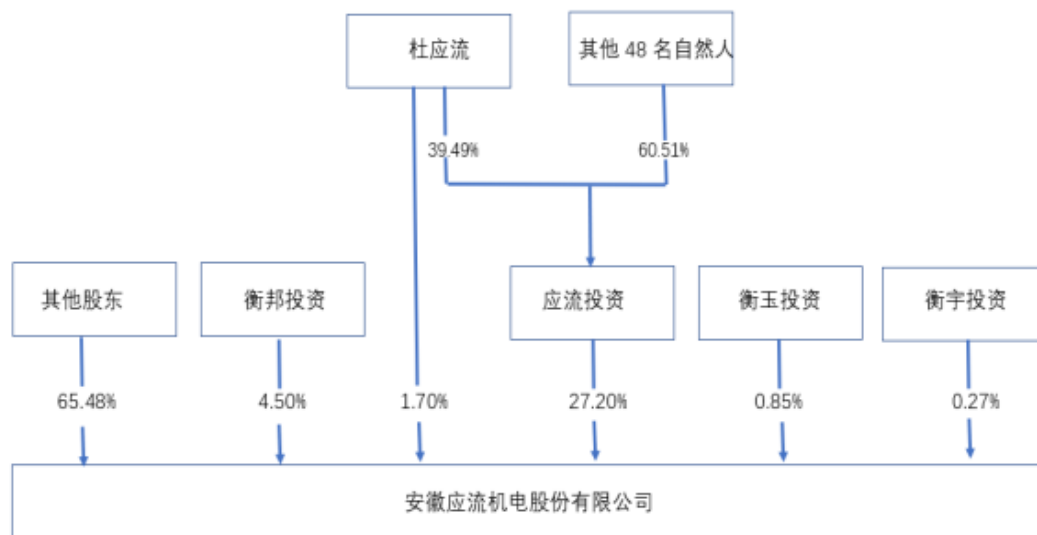 杜应流
其他 48 名自然人
39.49%
60.51%
其他股东
衡邦投资
应流投资
衡玉投资
衡宇投资
65.48%
4.50%
1.70%
27.20%
0.85%
0.27%
安徽应流机电股份有限公司